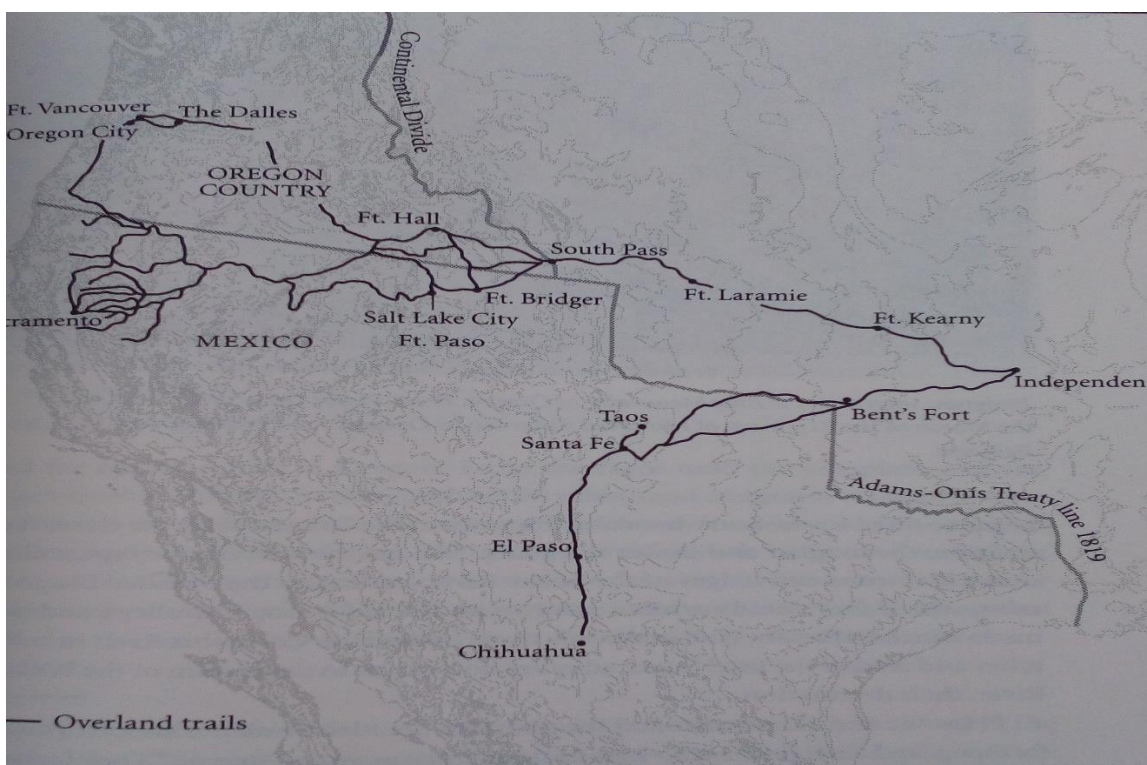 Continental Divide
Ft. Vancouver
The Dalles
Oregon City
OREGON
COUNTRY
Ft. Hall
South Pass
Ft. Laramie
Ft. Bridger
Ft. Kearny
cramento
Salt Lake City
MEXICO
Ft. Paso
Independen
Taos
Bent's Fort
Santa Fe
Adams-Onís Treaty line 1819
El Paso
Chihuahua
Overland trails